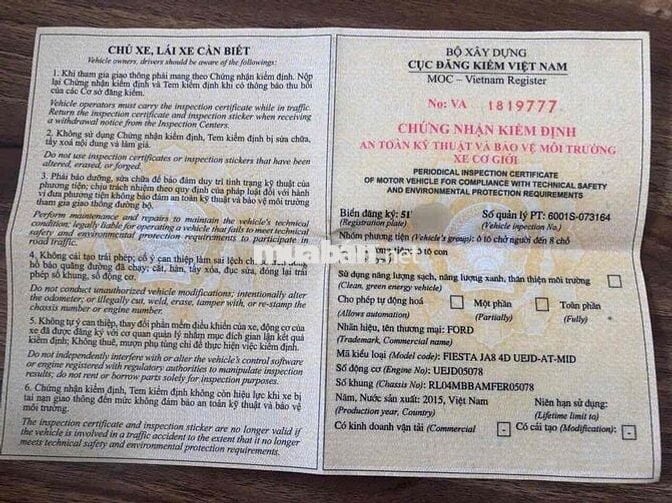 CHỦ XE, LÁI XE CẦN BIẾT
Vehicle owners, drivers should be aware of the followings:
1. Khi tham gia giao thông phải mang theo Chứng nhận kiểm định. Nộp
lại Chứng nhận kiểm định và Tem kiểm định khi có thông báo thu hồi
của các Cơ sở đăng kiểm.
Vehicle operators must carry the inspection certificate while in traffic.
Return the inspection certificate and inspection sticker when receiving
a withdrawal notice from the Inspection Centers.
2. Không sử dụng Chứng nhận kiểm định, Tem kiểm định bị sửa chữa,
tẩy xoá nội dung và làm giả.
Do not use inspection certificates or inspection stickers that have been
altered, erased, or forged.
3. Phải bảo dưỡng, sửa chữa để bảo đảm duy trì tình trạng kỹ thuật của
phương tiện; chịu trách nhiệm theo quy định của pháp luật đối với hành
vi đưa phương tiện không bảo đảm an toàn kỹ thuật và bảo vệ môi trường
tham gia giao thông đường bộ.
Perform maintenance and repairs to maintain the vehicle's technical
condition; legally liable for operating a vehicle that fails to meet technical
safety and environmental protection requirements to participate in
road traffic.
4. Không cải tạo trái phép; cố ý can thiệp làm sai lệch chỉ
hồ báo quãng đường đã chạy; cắt, hàn, tẩy xóa, đục sửa, đóng lại trái
phép số khung, số động cơ.
Do not conduct unauthorized vehicle modifications; intentionally alter
the odometer; or illegally cut, weld, erase, tamper with, or re-stamp the
chassis number or engine number.
5. Không tự ý can thiệp, thay đổi phần mềm điều khiển của xe, động cơ của
xe đã được đăng ký với cơ quan quản lý nhằm mục đích gian lận kết quả
kiểm định; Không thuê, mượn phụ tùng chỉ để thực hiện việc kiểm định.
Do not independently interfere with or alter the vehicle's control software
or engine registered with regulatory authorities to manipulate inspection
results; do not rent or borrow parts solely for inspection purposes.
6. Chứng nhận kiểm định, Tem kiểm định không còn hiệu lực khi xe bị
tai nạn giao thông đến mức không đảm bảo an toàn kỹ thuật và bảo vệ
môi trường.
The inspection certificate and inspection sticker are no longer valid if
the vehicle is involved in a traffic accident to the extent that it no longer
meets technical safety and environmental protection requirements.
BỘ XÂY DỰNG
CỤC ĐĂNG KIỂM VIỆT NAM
MOC – Vietnam Register
No: VA 1819777
CHỨNG NHẬN KIỂM ĐỊNH
AN TOÀN KỸ THUẬT VÀ BẢO VỆ MÔI TRƯỜNG
XE CƠ GIỚI
PERIODICAL INSPECTION CERTIFICATE
OF MOTOR VEHICLE FOR COMPLIANCE WITH TECHNICAL SAFETY
AND ENVIRONMENTAL PROTECTION REQUIREMENTS
Biển đăng ký: 51 Số quản lý PT: 6001S-073164
(Registration plate) (Vehicle inpection No.)
Nhóm phương tiện (Vehicle's group): ô tô chở người đến 8 chỗ
ô tô con
Sử dụng năng lượng sạch, năng lượng xanh, thân thiện môi trường
(Clean, green energy vehicle)
Cho phép tự động hoá Một phần Toàn phần
(Allows automation) (Partially) (Fully)
Nhãn hiệu, tên thương mại: FORD
(Trademark, Commercial name)
Mã kiểu loại (Model code): FIESTA JA8 4D UEJD-AT-MID
Số động cơ (Engine No): UEJD05078
Số khung (Chassis No): RL04MBBAMFER05078
Năm, Nước sản xuất: 2015, Việt Nam Niên hạn sử dụng:
(Production year, Country) (Lifetime limit to)
Có kinh doanh vận tải (Commercial - Có cải tạo (Modification): -